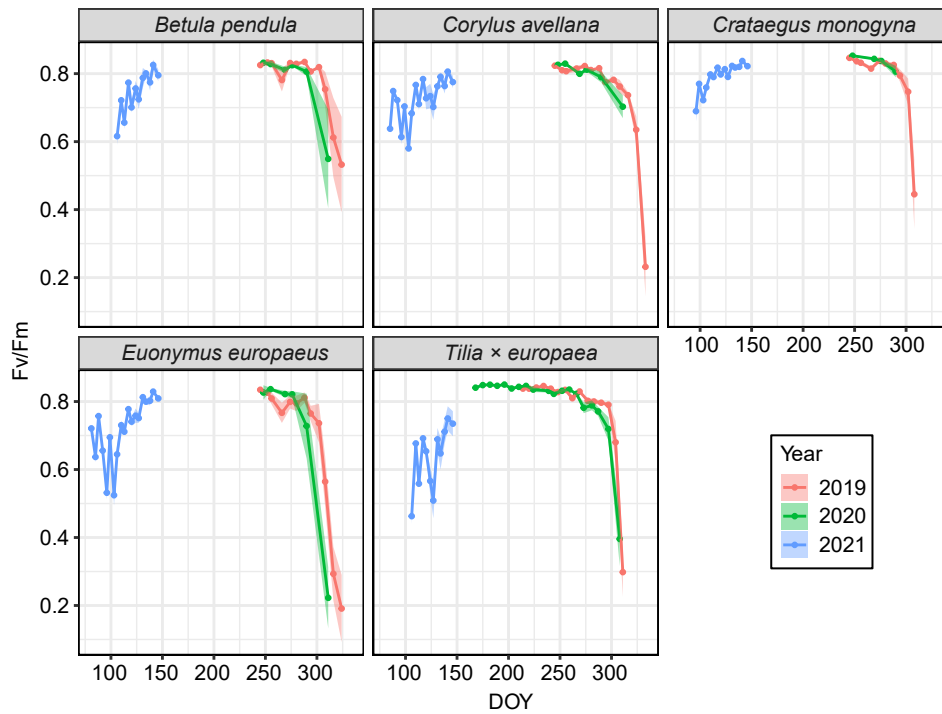 Betula pendula
Corylus avellana
Crataegus monogyna
0.8
0.6
0.4
0.2
100 150 200 250 300
Fv/Fm
Euonymus europaeus
Tilia × europaea
0.8
0.6
0.4
0.2
100 150 200 250 300
100 150 200 250 300
DOY
Year
2019
2020
2021